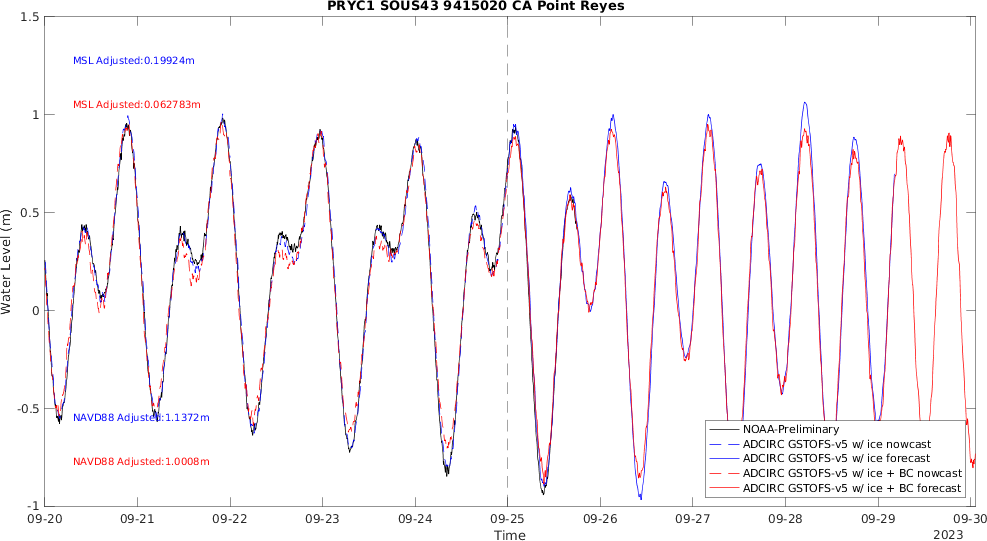 PRYC1 SOUS43 9415020 CA Point Reyes
1.5
1
0.5
0
-0.5
-1
Water Level (m)
MSL Adjusted:0.19924m
MSL Adjusted:0.062783m
NAVD88 Adjusted:1.1372m
NAVD88 Adjusted:1.0008m
NOAA-Preliminary
ADCIRC GSTOFS-v5 w/ ice nowcast
ADCIRC GSTOFS-v5 w/ ice forecast
ADCIRC GSTOFS-v5 w/ ice + BC nowcast
ADCIRC GSTOFS-v5 w/ ice + BC forecast
09-20 09-21 09-22 09-23 09-24 09-25 09-26 09-27 09-28 09-29 09-30
Time
2023